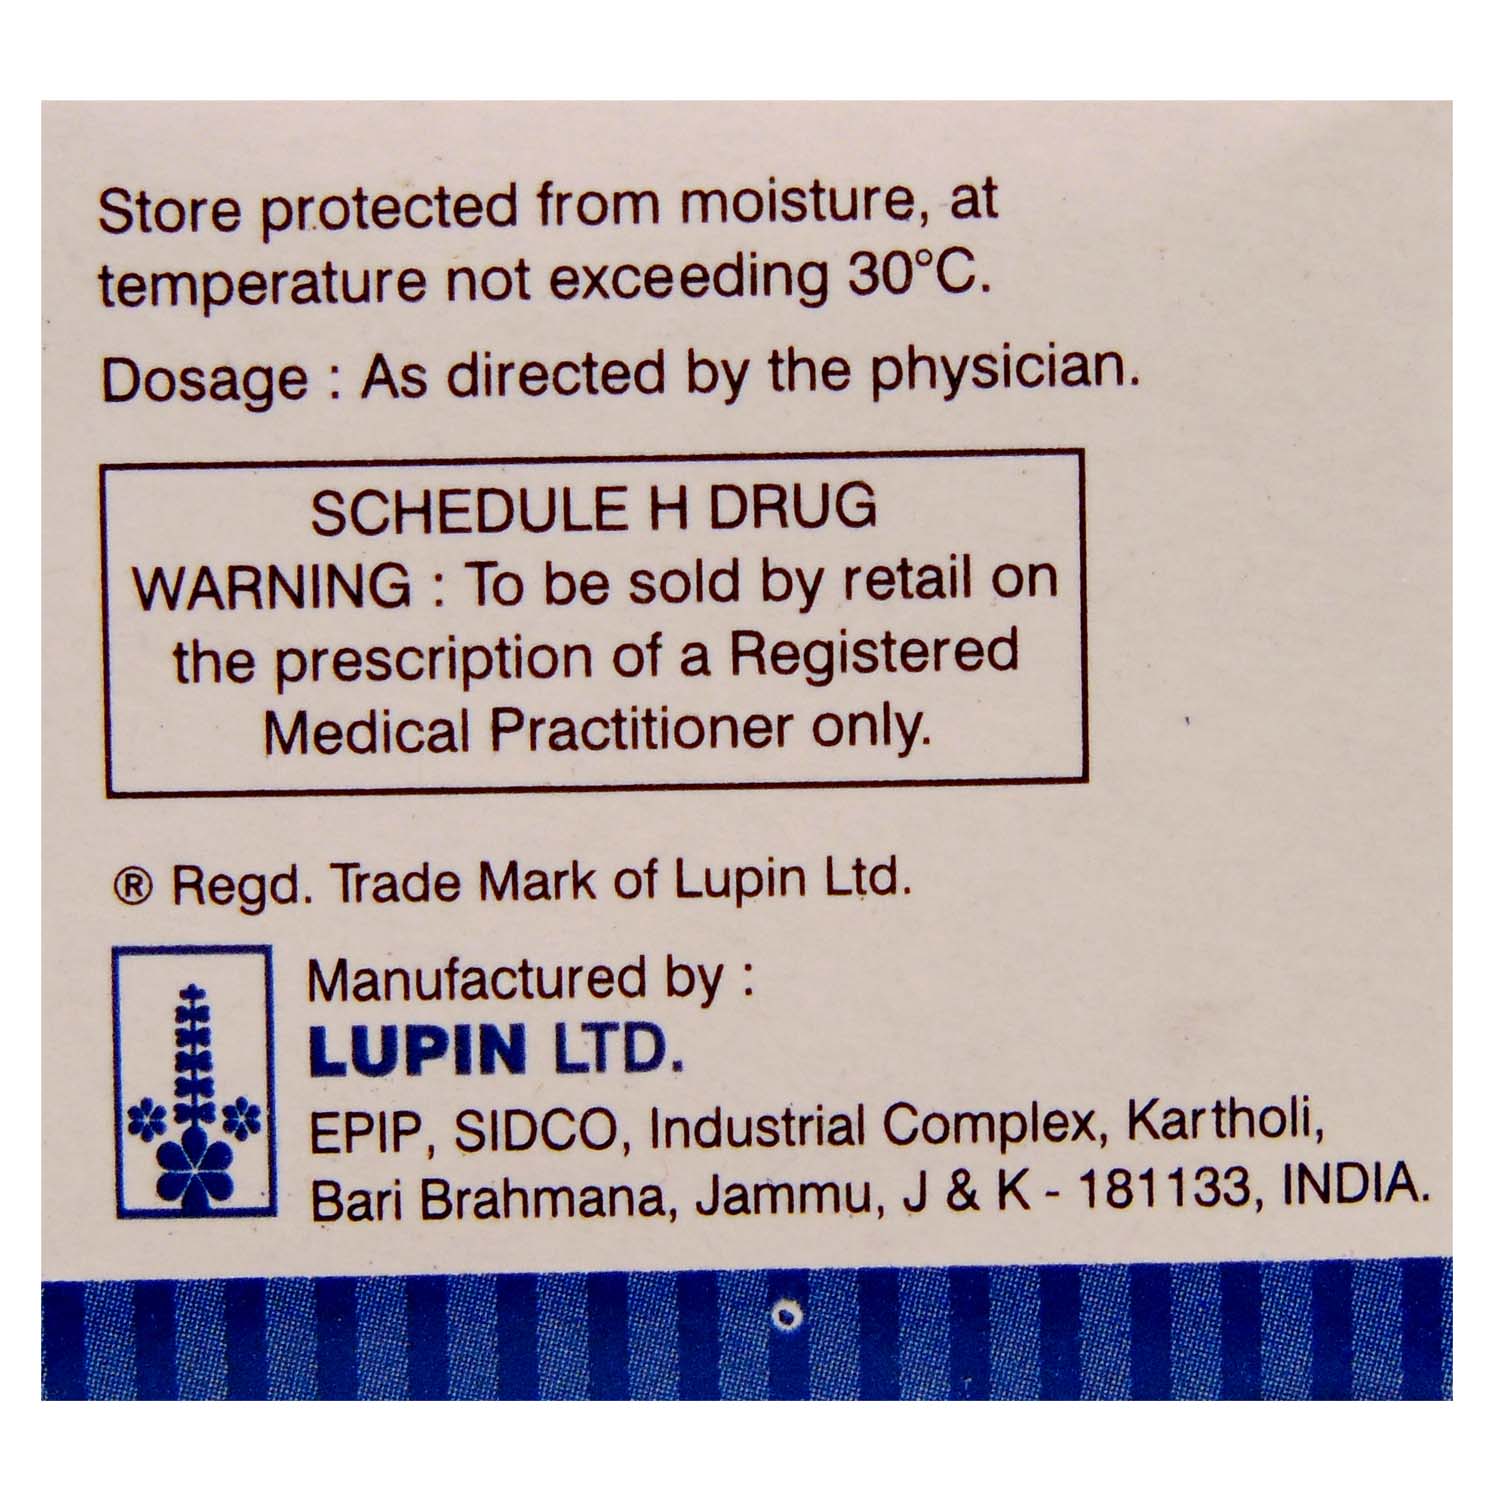 Store protected from moisture, at
temperature not exceeding 30°C.
Dosage : As directed by the physician.
SCHEDULE H DRUG
WARNING : To be sold by retail on
the prescription of a Registered
Medical Practitioner only.
® Regd. Trade Mark of Lupin Ltd.
Manufactured by :
LUPIN LTD.
EPIP, SIDCO, Industrial Complex, Kartholi,
Bari Brahmana, Jammu, J & K - 181133, INDIA.